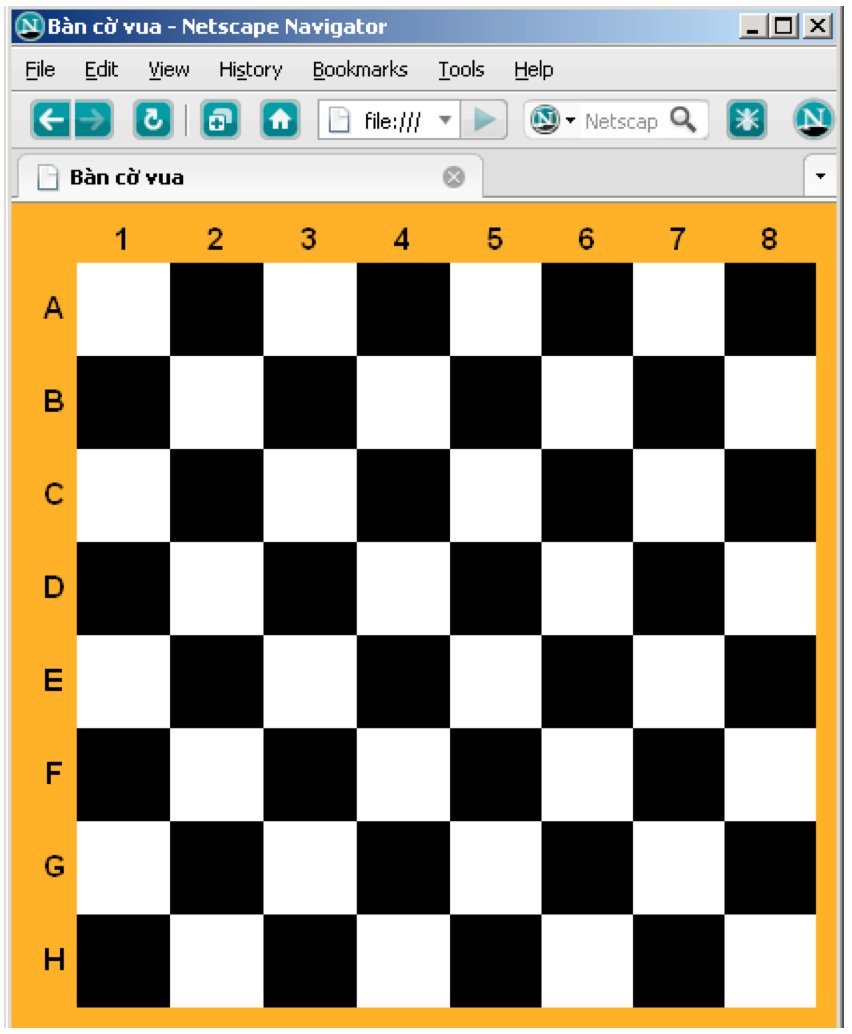 Bàn cờ vua - Netscape Navigator
File Edit View History Bookmarks Tools Help
file:/// Netscap
Bàn cờ vua
1 2 3 4 5 6 7 8
A
B
C
D
E
F
G
H